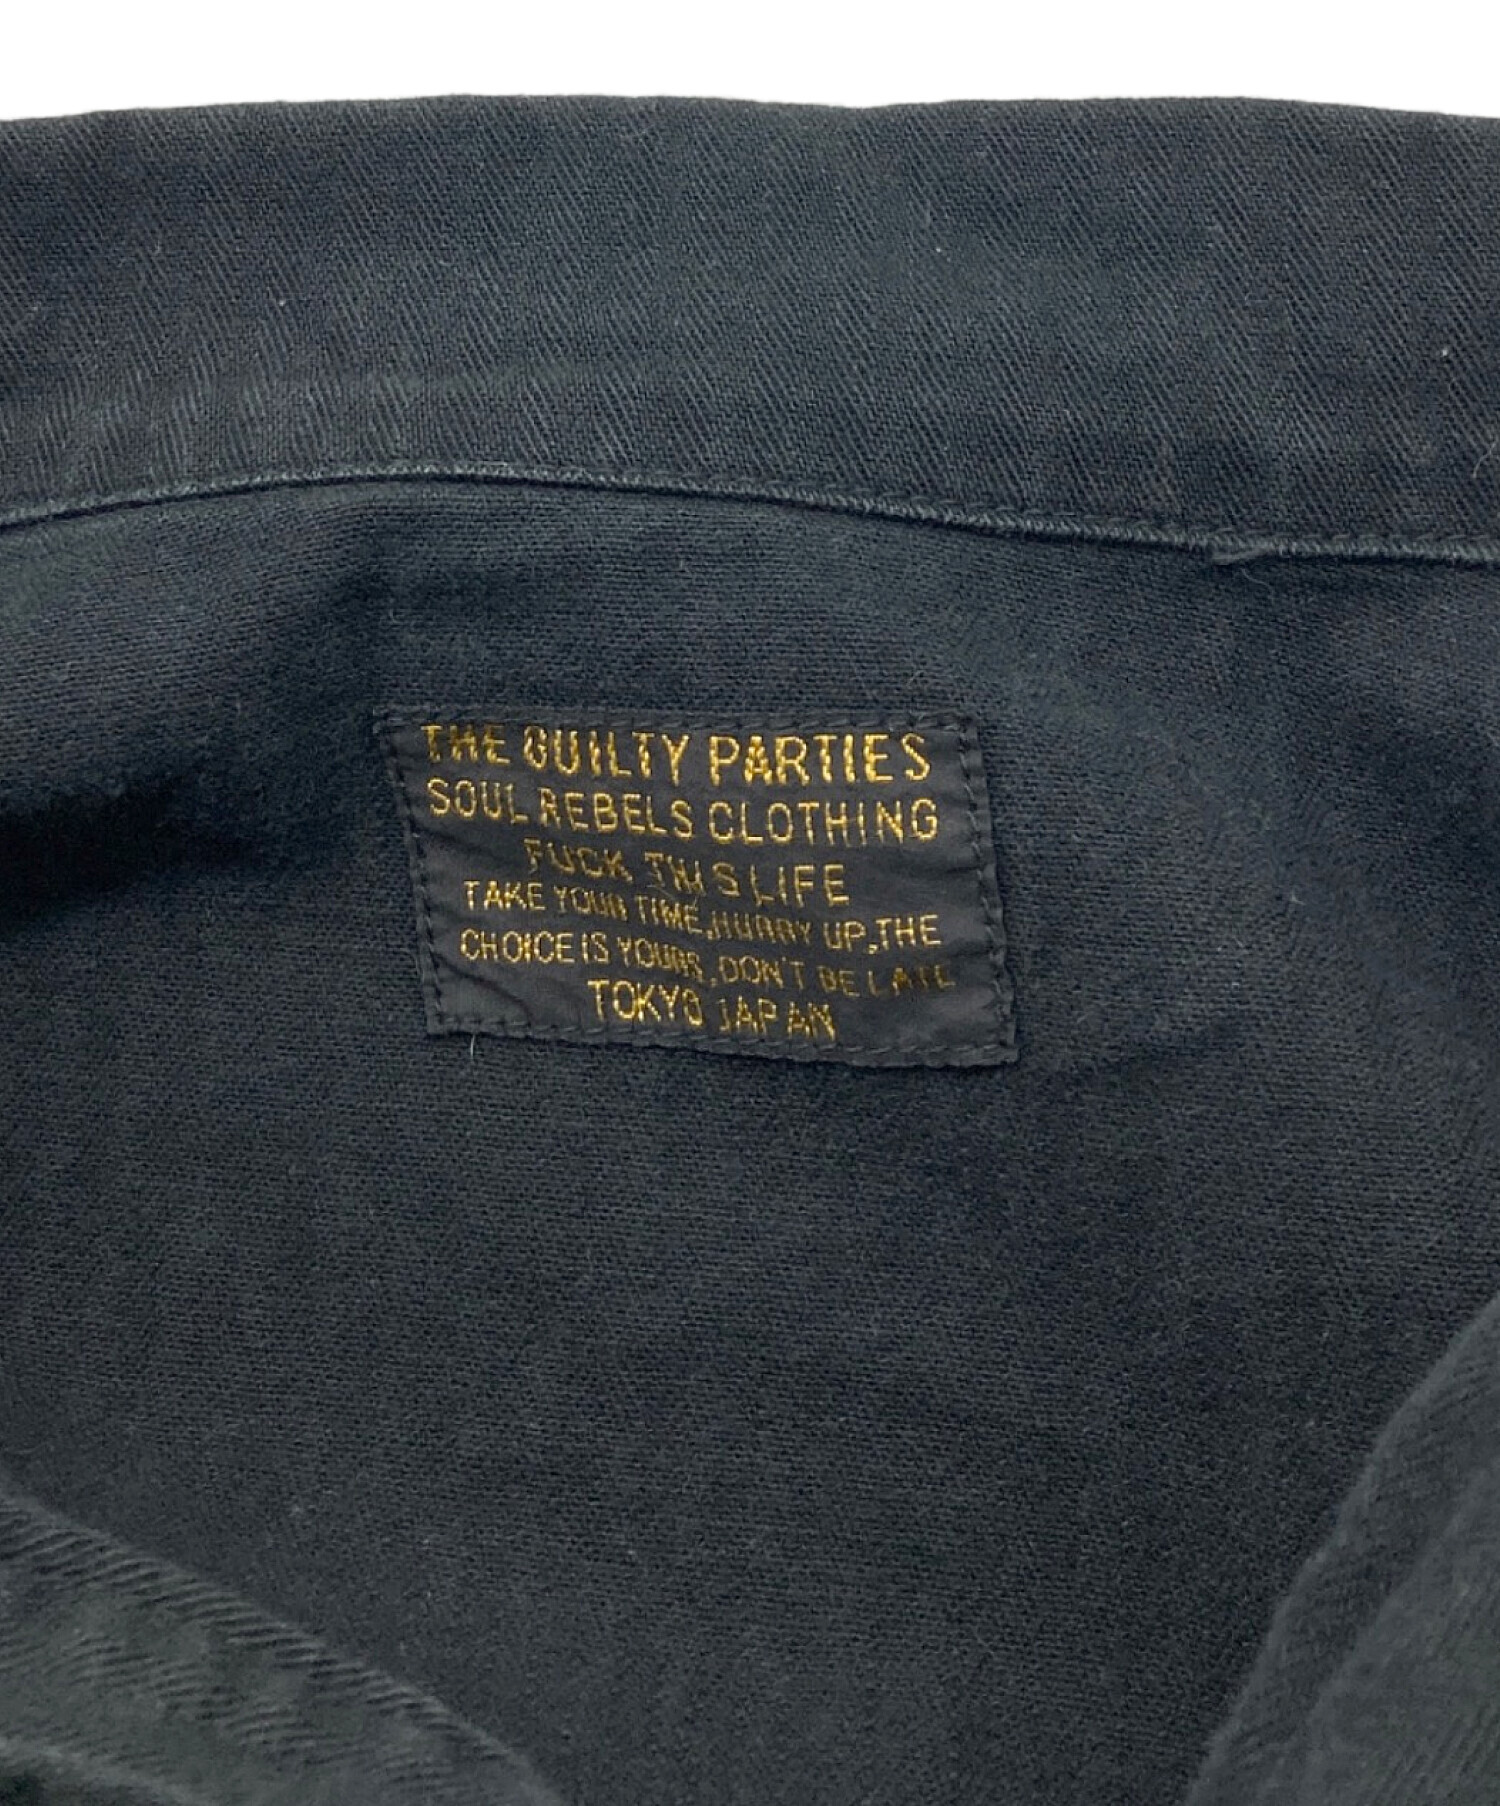 THE GUILTY PARTIES
SOUL REBELS CLOTHING
FUCK THIS LIFE
TAKE YOUR TIME,HURRY UP,THE
CHOICE IS YOURS,DON'T BE LATE
TOKYO JAPAN